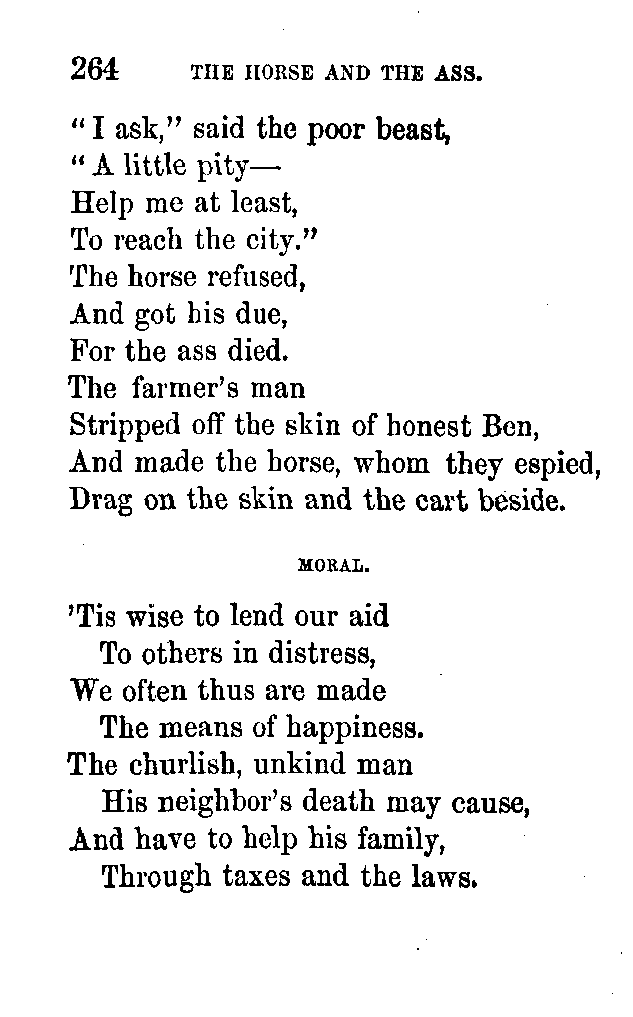 264 THE HORSE AND THE ASS.
“ I ask,” said the poor beast,
“ A little pity—
Help me at least,
To reach the city.”
The horse refused,
And got his due,
For the ass died.
The farmer’s man
Stripped off the skin of honest Ben,
And made the horse, whom they espied,
Drag on the skin and the cart beside.
MORAL.
’Tis wise to lend our aid
To others in distress,
We often thus are made
The means of happiness.
The churlish, unkind man
His neighbor’s death may cause,
And have to help his family,
Through taxes and the laws.